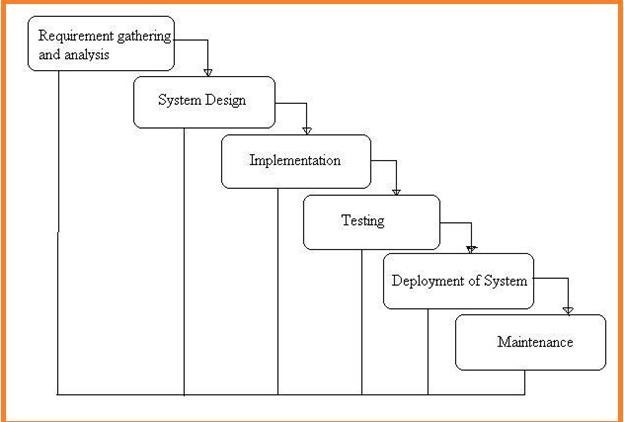 Requirement gathering
and analysis
System Design
Implementation
Testing
Deployment of System
Maintenance